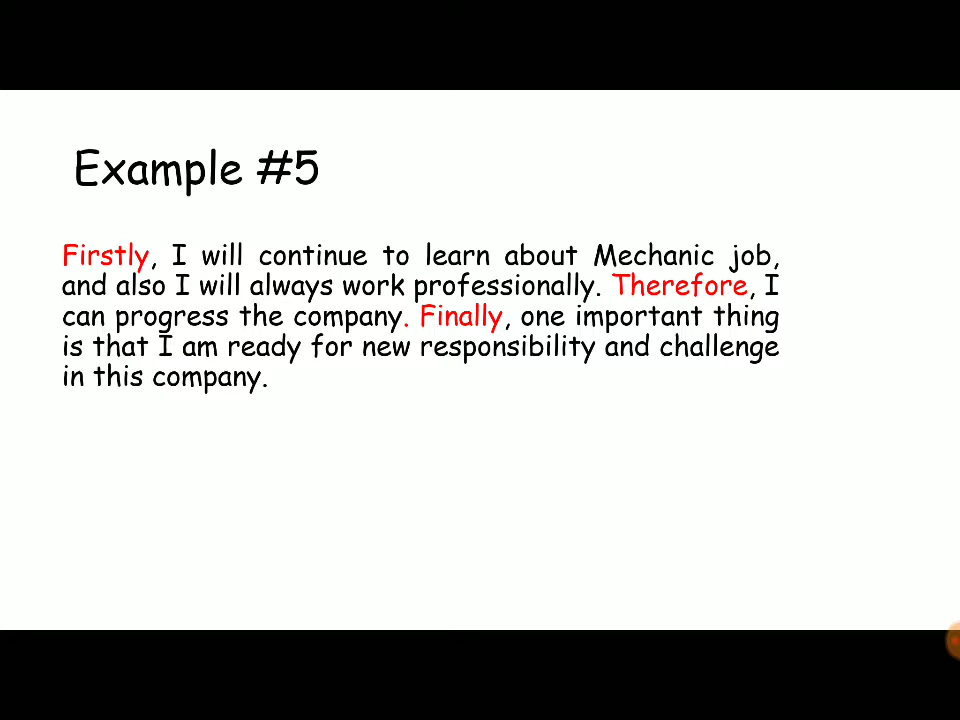 Example #5
Firstly, I will continue to learn about Mechanic job,
and also I will always work professionally. Therefore, I
can progress the company. Finally, one important thing
is that I am ready for new responsibility and challenge
in this company.